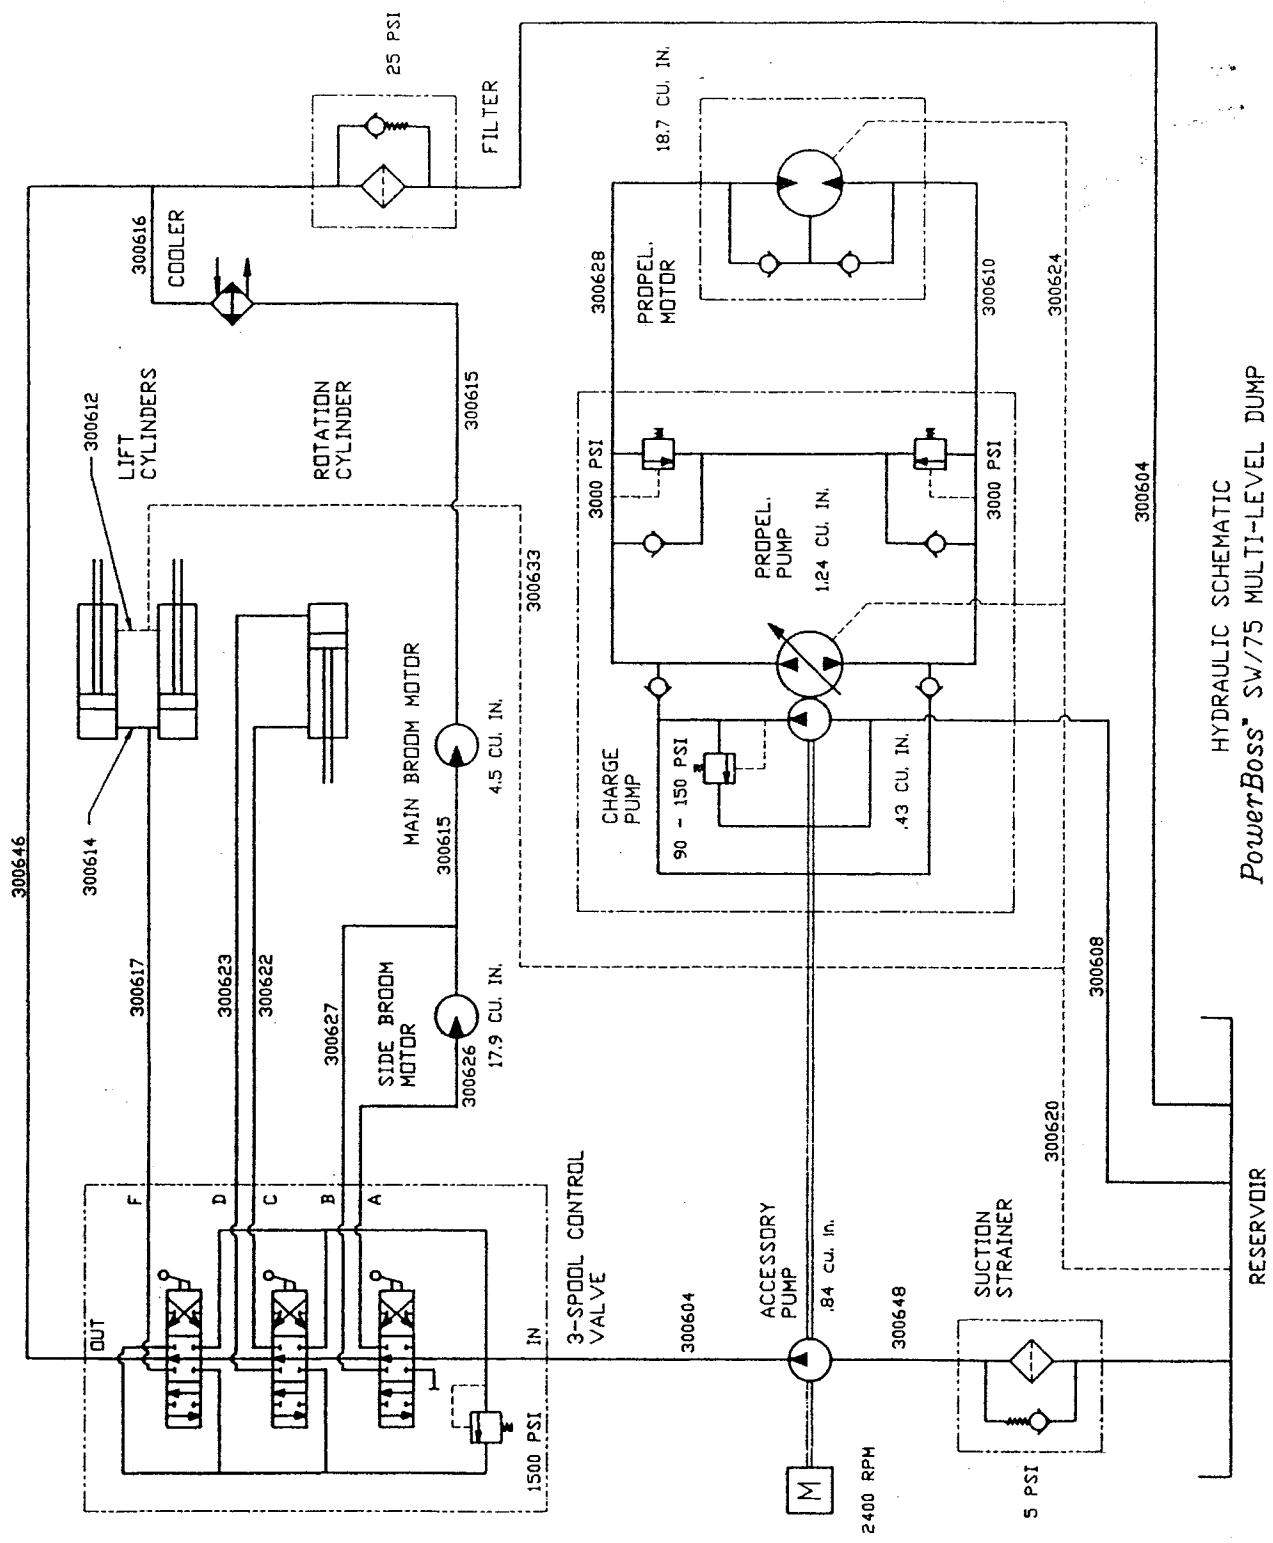 300646
300614
300612
LIFT
CYLINDERS
300616
COOLER
25 PSI
FILTER
300617
300623
300622
ROTATION
CYLINDER
300615
300627
SIDE BROOM
MOTOR
300626
17.9 CU. IN.
MAIN BROOM MOTOR
300615
4.5 CU. IN.
300633
OUT
F
D
C
B
A
IN
1500 PSI
3-SPOOL CONTROL
VALVE
CHARGE
PUMP
90 - 150 PSI
.43 CU. IN.
PROPEL.
PUMP
1.24 CU. IN.
3000 PSI
3000 PSI
300628
PROPEL.
MOTOR
18.7 CU. IN.
300610
300624
300604
ACCESSORY
PUMP
.84 cu. in.
M
2400 RPM
300648
SUCTION
STRAINER
5 PSI
300620
300608
300604
RESERVOIR
HYDRAULIC SCHEMATIC
PowerBoss™ SW/75 MULTI-LEVEL DUMP